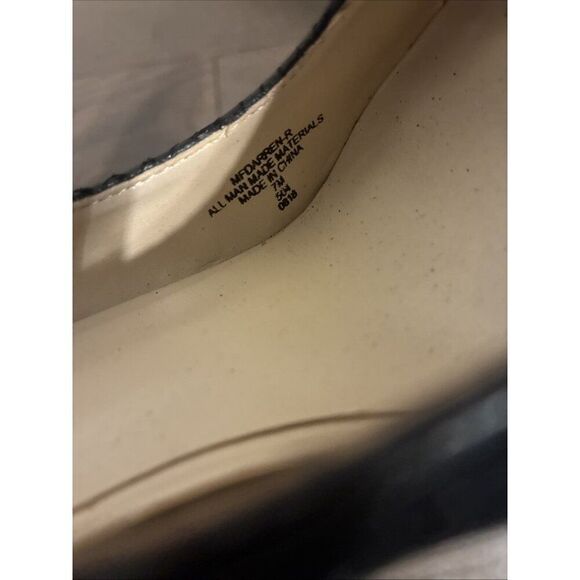 MFDARREN-R
ALL MAN MADE MATERIALS
MADE IN CHINA
7M
0818